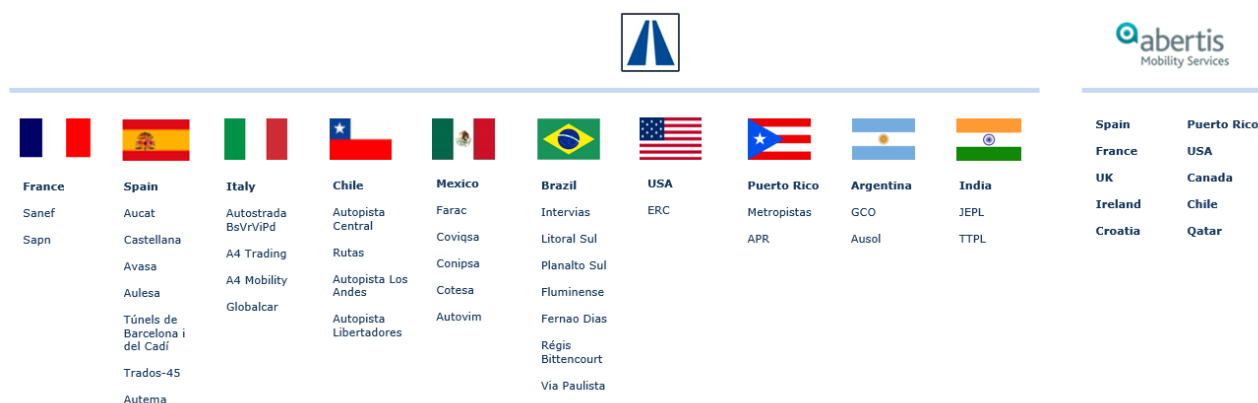 abertis
Mobility Services
France
Sanef
Sapn
Spain
Aucat
Castellana
Avasa
Aulesa
Túnels de
Barcelona i
del Cadí
Trados-45
Autema
Italy
Autostrada
BsVrViPd
A4 Trading
A4 Mobility
Globalcar
Chile
Autopista
Central
Rutas
Autopista Los
Andes
Autopista
Libertadores
Mexico
Farac
Coviqsa
Conipsa
Cotesa
Autovim
Brazil
Intervias
Litoral Sul
Planalto Sul
Fluminense
Fernao Dias
Régis
Bittencourt
Via Paulista
USA
ERC
Puerto Rico
Metropistas
APR
Argentina
GCO
Ausol
India
JEPL
TTPL
Spain
France
UK
Ireland
Croatia
Puerto Rico
USA
Canada
Chile
Qatar